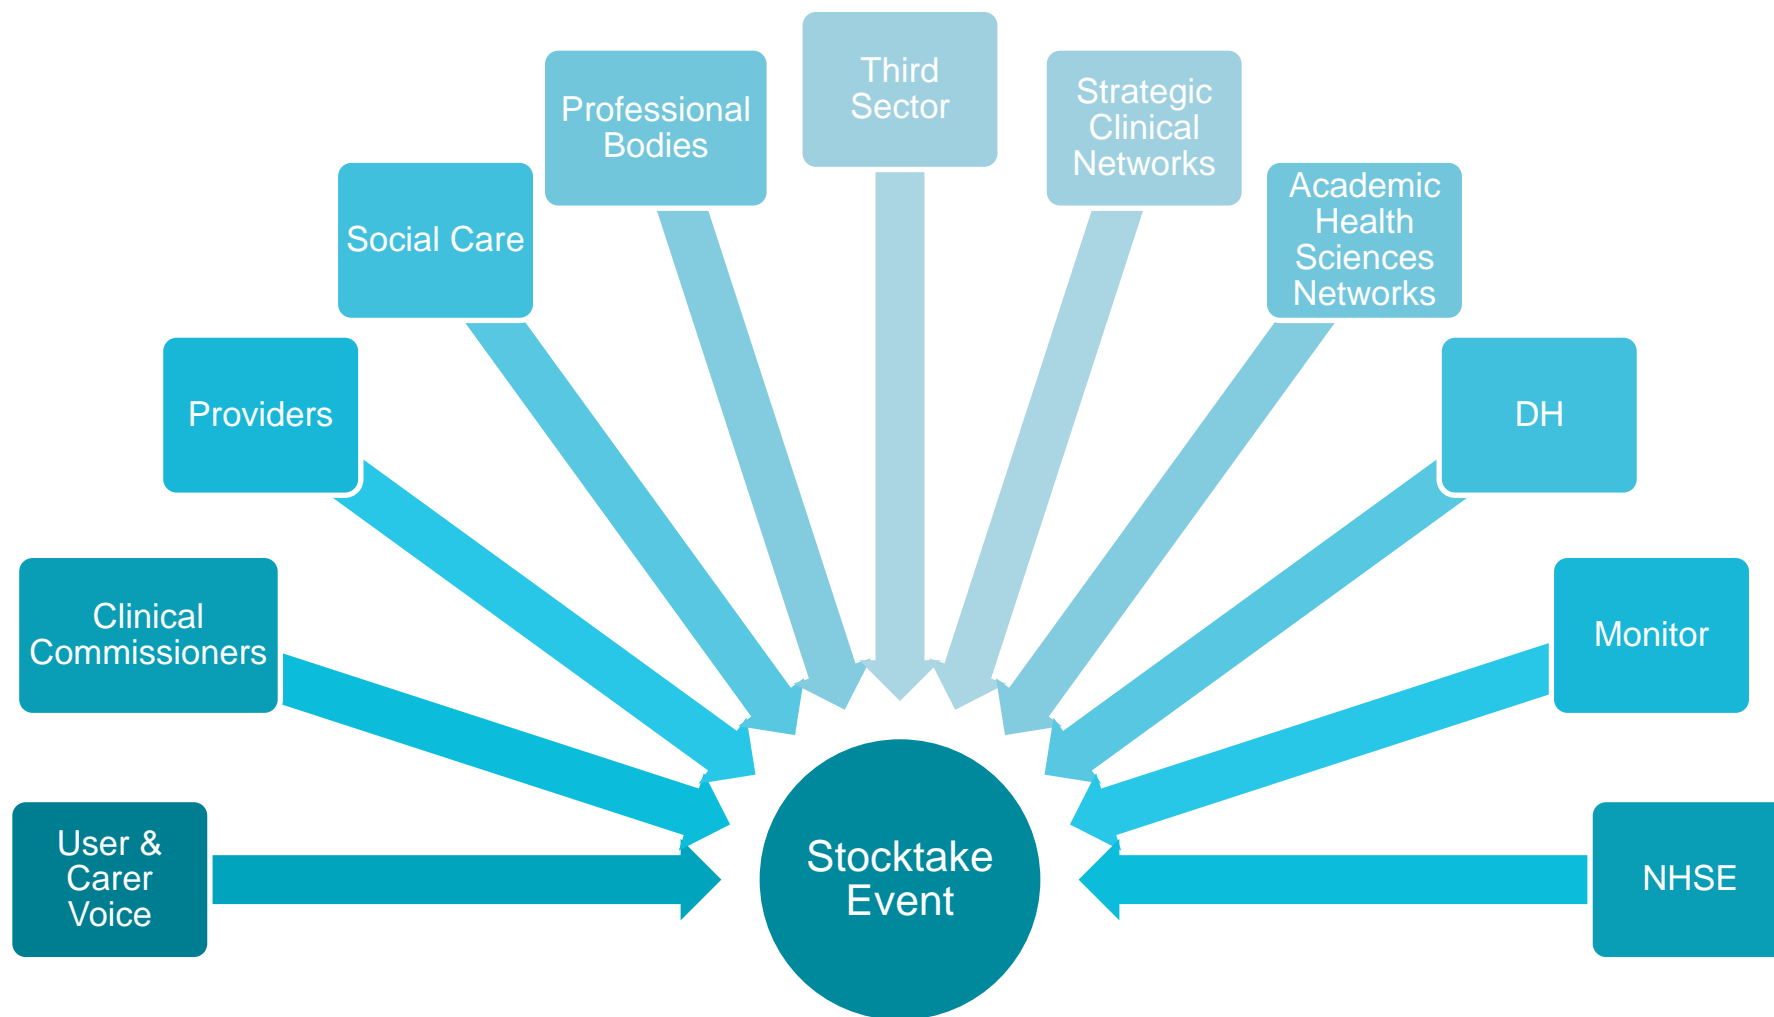 Third
Sector
Professional
Bodies
Strategic
Clinical
Networks
Social Care
Academic
Health
Sciences
Networks
Providers
DH
Clinical
Commissioners
Monitor
User &
Carer
Voice
Stocktake
Event
NHSE